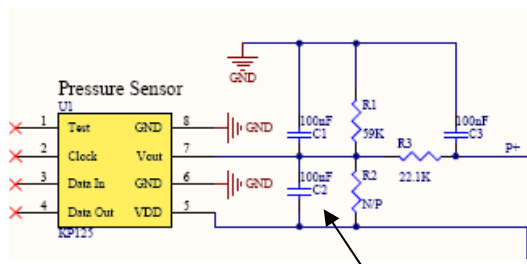 GND
Pressure Sensor
U1
1 Test GND 8 GND
2 Clock Vout 7
3 Data In GND 6 GND
4 Data Out VDD 5
KP125
100nF
C1
R1
59K
100nF
C3
R3
22.1K
P+
100nF
C2
R2
N/P